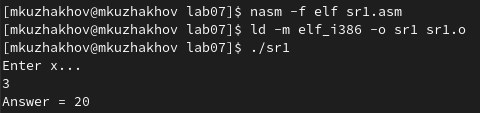 [mkuzhakhov@mkuzhakhov lab07]$ nasm -f elf sr1.asm
[mkuzhakhov@mkuzhakhov lab07]$ ld -m elf_i386 -o sr1 sr1.o
[mkuzhakhov@mkuzhakhov lab07]$ ./sr1
Enter x...
3
Answer = 20